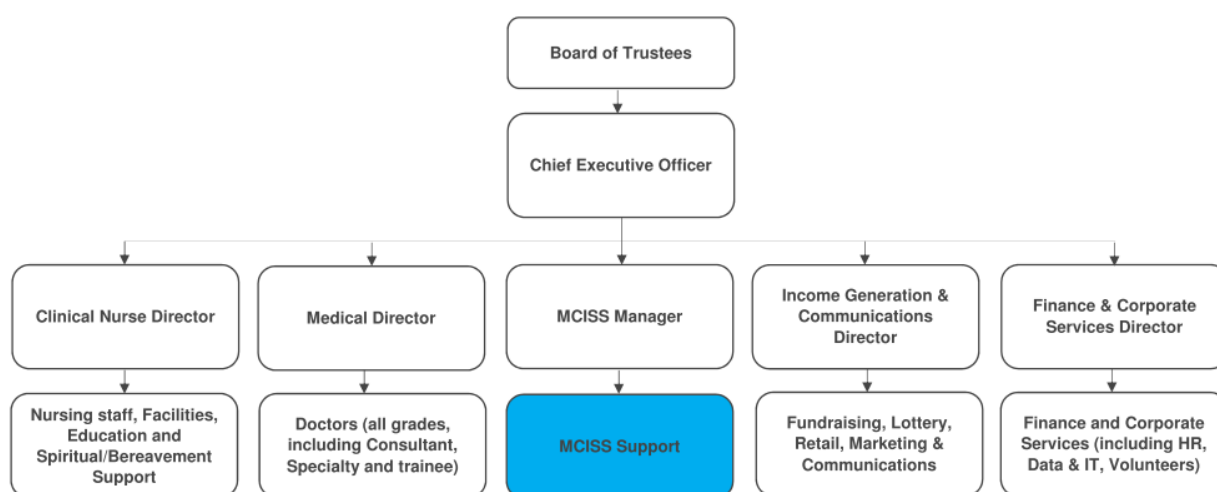 Board of Trustees
Chief Executive Officer
Clinical Nurse Director
Medical Director
MCISS Manager
Income Generation &
Communications
Director
Finance & Corporate
Services Director
Nursing staff, Facilities,
Education and
Spiritual/Bereavement
Support
Doctors (all grades,
including Consultant,
Specialty and trainee)
MCISS Support
Fundraising, Lottery,
Retail, Marketing &
Communications
Finance and Corporate
Services (including HR,
Data & IT, Volunteers)